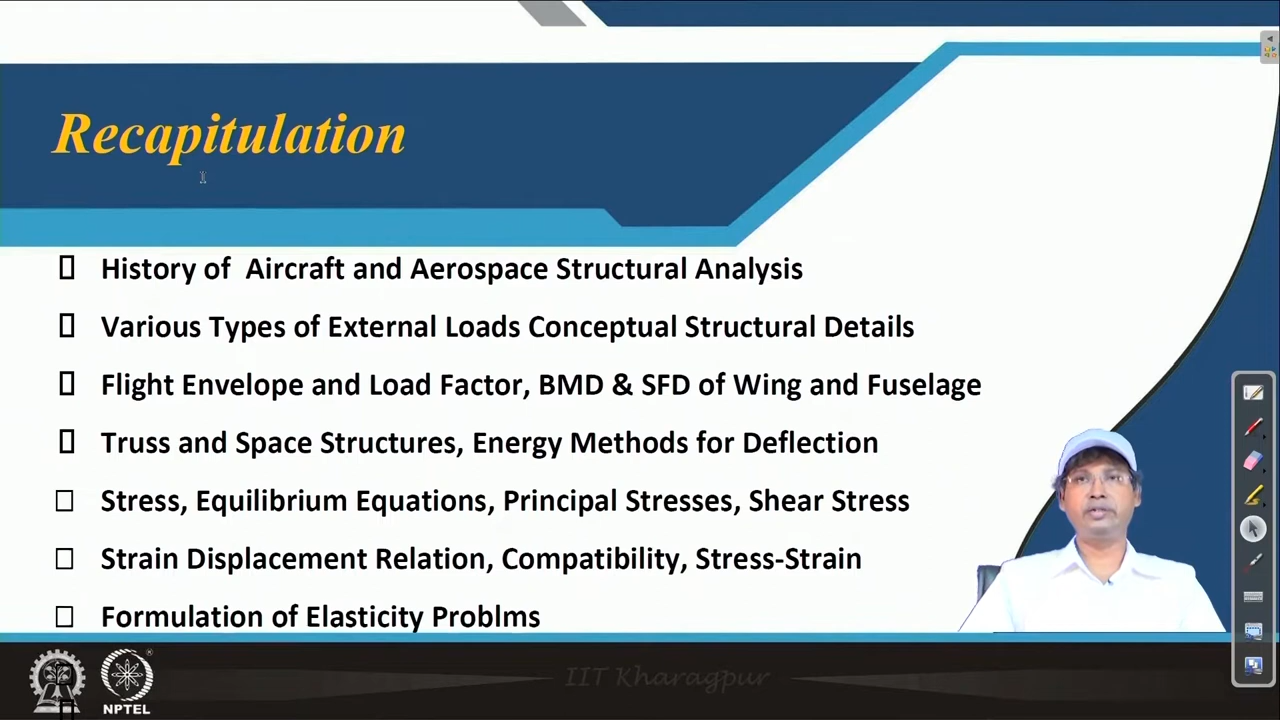 Recapitulation
History of Aircraft and Aerospace Structural Analysis
Various Types of External Loads Conceptual Structural Details
Flight Envelope and Load Factor, BMD & SFD of Wing and Fuselage
Truss and Space Structures, Energy Methods for Deflection
Stress, Equilibrium Equations, Principal Stresses, Shear Stress
Strain Displacement Relation, Compatibility, Stress-Strain
Formulation of Elasticity Problms
IIT Kharagpur
NPTEL